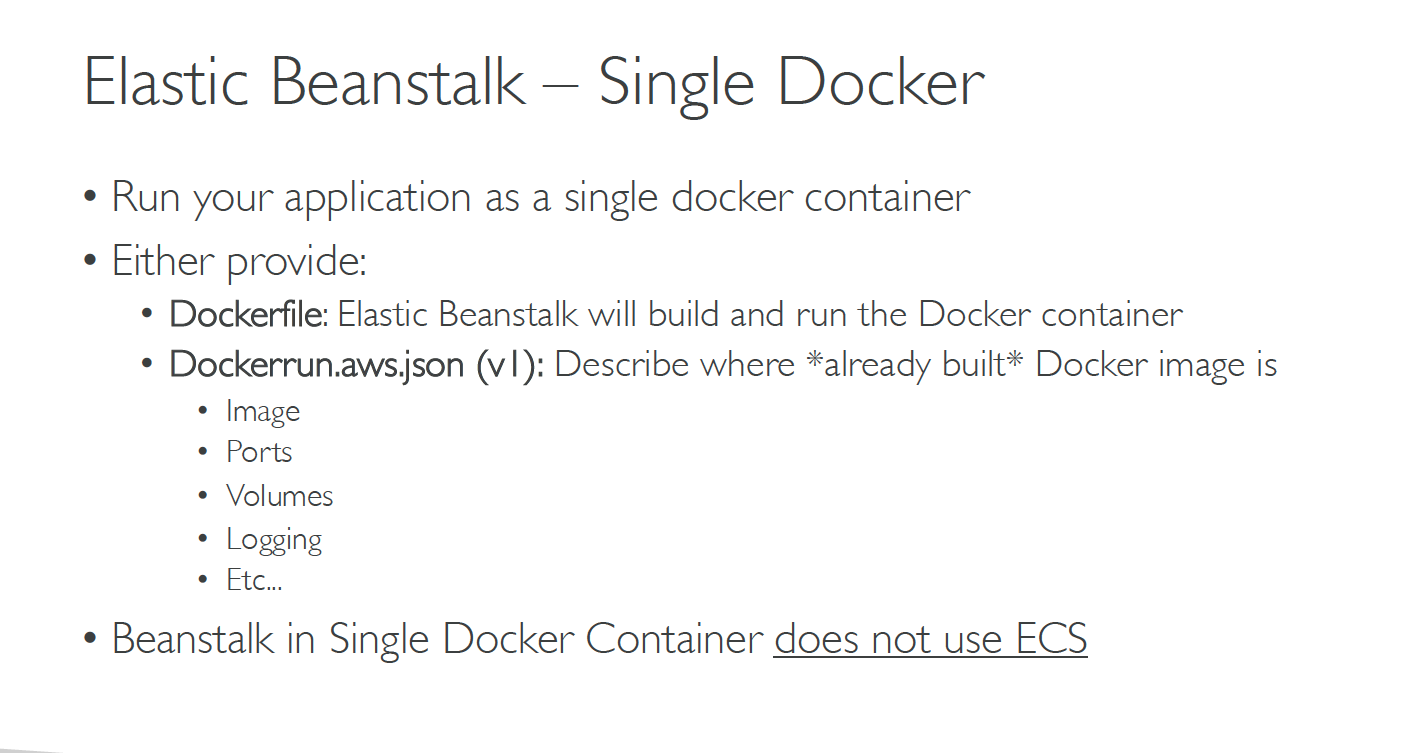 Elastic Beanstalk – Single Docker
• Run your application as a single docker container
• Either provide:
• Dockerfile: Elastic Beanstalk will build and run the Docker container
• Dockerrun.aws.json (v1): Describe where *already built* Docker image is
• Image
• Ports
• Volumes
• Logging
• Etc...
• Beanstalk in Single Docker Container does not use ECS